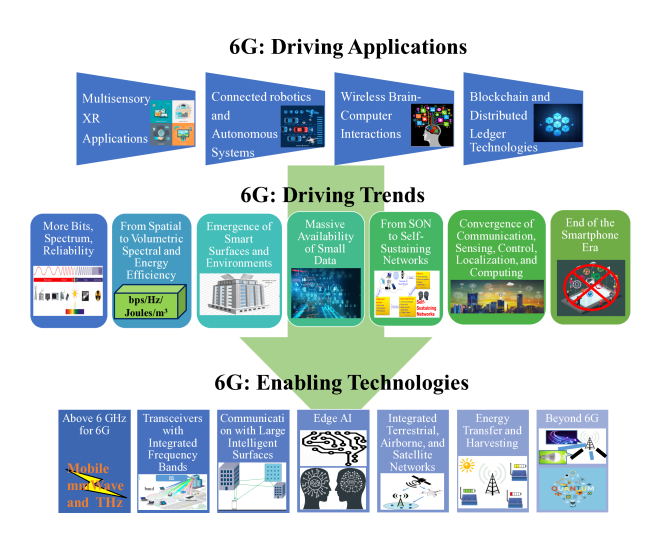 6G: Driving Applications
Multisensory
XR
Applications
Connected robotics
and
Autonomous
Systems
Wireless Brain-
Computer
Interactions
Blockchain and
Distributed
Ledger
Technologies
6G: Driving Trends
More Bits,
Spectrum,
Reliability
From Spatial
to Volumetric
Spectral and
Energy
Efficiency
bps/Hz/
Joules/m³
Emergence of
Smart
Surfaces and
Environments
Massive
Availability
of Small
Data
From SON
to Self-
Sustaining
Networks
Self-
Sustaining
Networks
Convergence of
Communication,
Sensing, Control,
Localization, and
Computing
End of the
Smartphone
Era
6G: Enabling Technologies
Above 6 GHz
for 6G
Mobile
mmWave
and THz
Transceivers
with
Integrated
Frequency
Bands
Communicati
on with Large
Intelligent
Surfaces
Edge AI
Integrated
Terrestrial,
Airborne, and
Satellite
Networks
Energy
Transfer and
Harvesting
Beyond 6G
QUANTUM